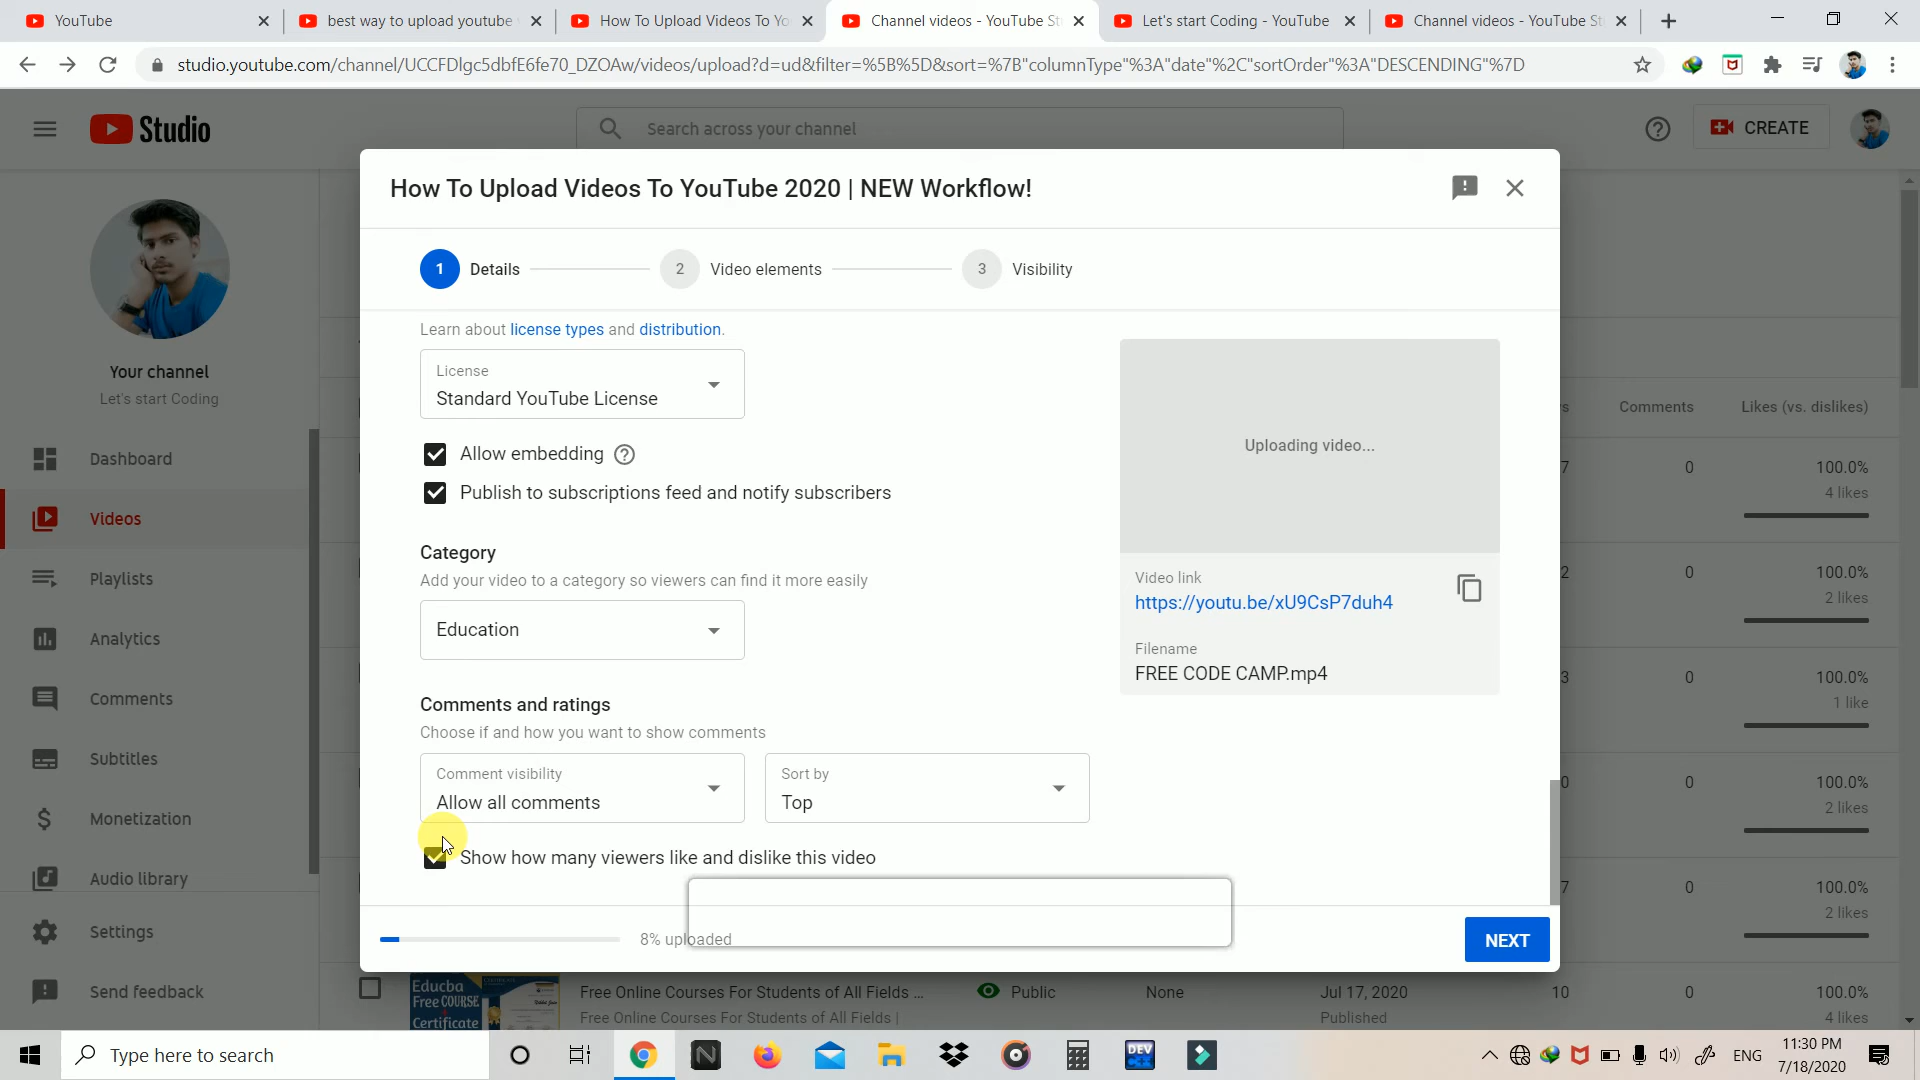 YouTube
best way to upload youtube
How To Upload Videos To Yo
Channel videos - YouTube St
Let's start Coding - YouTube
Channel videos - YouTube St
studio.youtube.com/channel/UCCFDlgc5dbfE6fe70_DZOAw/videos/upload?d=ud&filter=%5B%5D&sort=%7B"columnType"%3A"date"%2C"sortOrder"%3A"DESCENDING"%7D
Studio
Search across your channel
CREATE
How To Upload Videos To YouTube 2020 | NEW Workflow!
1 Details
2 Video elements
3 Visibility
Your channel
Let's start Coding
Dashboard
Videos
Playlists
Analytics
Comments
Subtitles
Monetization
Audio library
Settings
Send feedback
Learn about license types and distribution.
License
Standard YouTube License
Allow embedding
Publish to subscriptions feed and notify subscribers
Category
Add your video to a category so viewers can find it more easily
Education
Comments and ratings
Choose if and how you want to show comments
Comment visibility
Allow all comments
Sort by
Top
Show how many viewers like and dislike this video
8% uploaded
NEXT
Uploading video...
Video link
https://youtu.be/xU9CsP7duh4
Filename
FREE CODE CAMP.mp4
s Comments Likes (vs. dislikes)
7 0 100.0%
4 likes
2 0 100.0%
2 likes
3 0 100.0%
1 like
0 0 100.0%
2 likes
7 0 100.0%
2 likes
Educba
Free COURSE
Certificate
Free Online Courses For Students of All Fields ...
Free Online Courses For Students of All Fields |
Public
None
Jul 17, 2020
Published
10 0 100.0%
4 likes
Type here to search
DEV
ENG
11:30 PM
7/18/2020